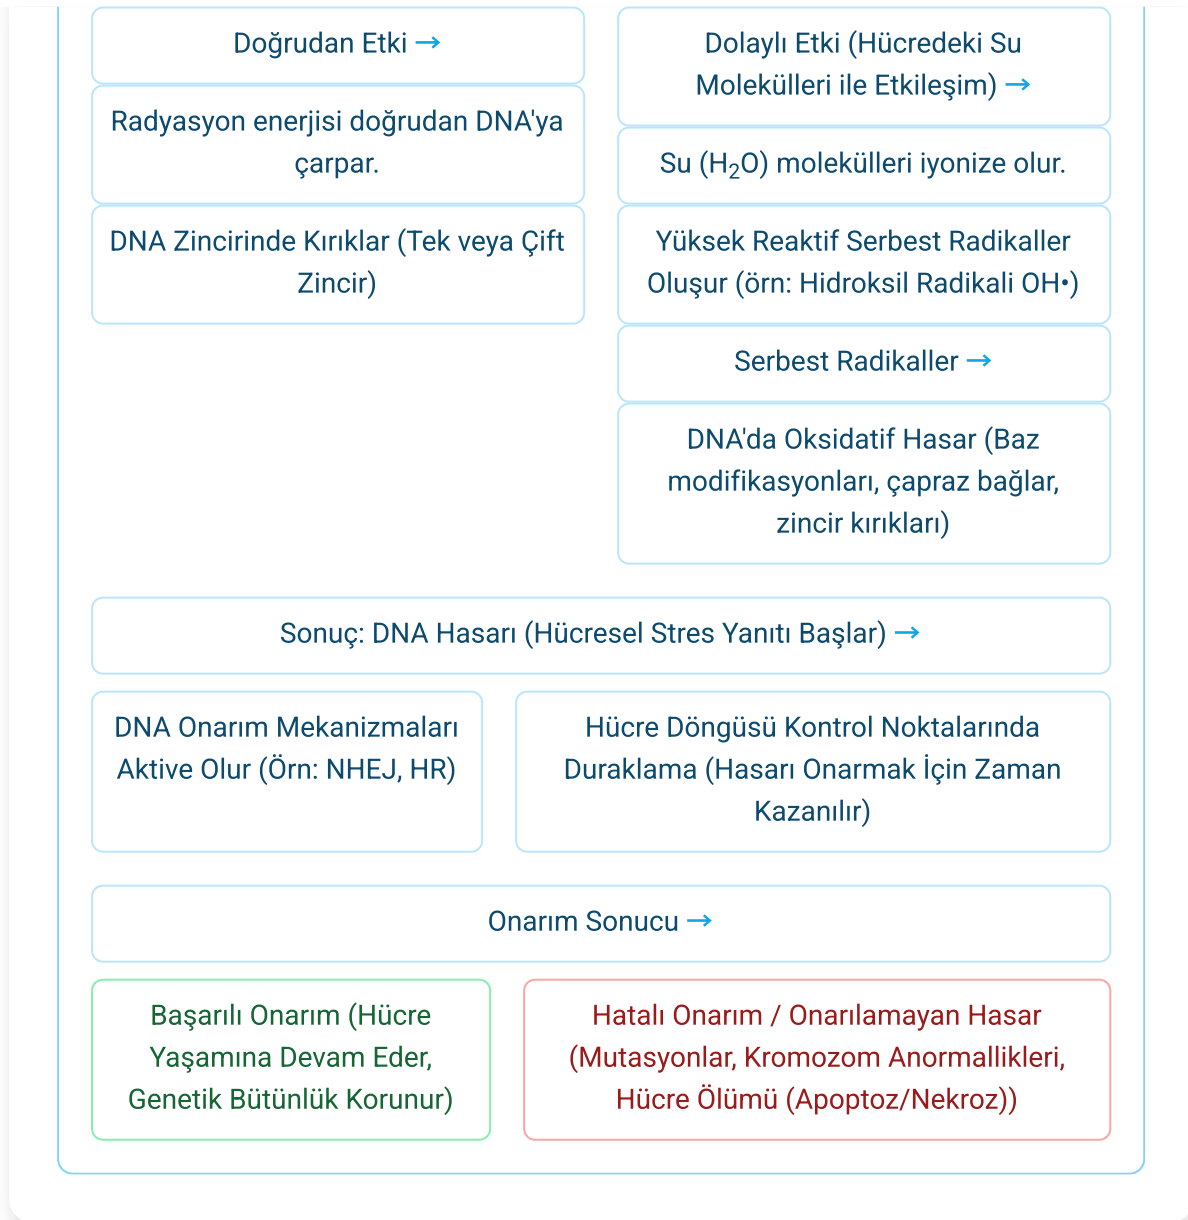 Doğrudan Etki →
Radyasyon enerjisi doğrudan DNA'ya
çarpar.
DNA Zincirinde Kırıklar (Tek veya Çift
Zincir)
Dolaylı Etki (Hücredeki Su
Molekülleri ile Etkileşim) →
Su (H₂O) molekülleri iyonize olur.
Yüksek Reaktif Serbest Radikaller
Oluşur (örn: Hidroksil Radikali OH•)
Serbest Radikaller →
DNA'da Oksidatif Hasar (Baz
modifikasyonları, çapraz bağlar,
zincir kırıkları)
Sonuç: DNA Hasarı (Hücresel Stres Yanıtı Başlar) →
DNA Onarım Mekanizmaları
Aktive Olur (Örn: NHEJ, HR)
Hücre Döngüsü Kontrol Noktalarında
Duraklama (Hasarı Onarmak İçin Zaman
Kazanılır)
Onarım Sonucu →
Başarılı Onarım (Hücre
Yaşamına Devam Eder,
Genetik Bütünlük Korunur)
Hatalı Onarım / Onarılamayan Hasar
(Mutasyonlar, Kromozom Anormallikleri,
Hücre Ölümü (Apoptoz/Nekroz))